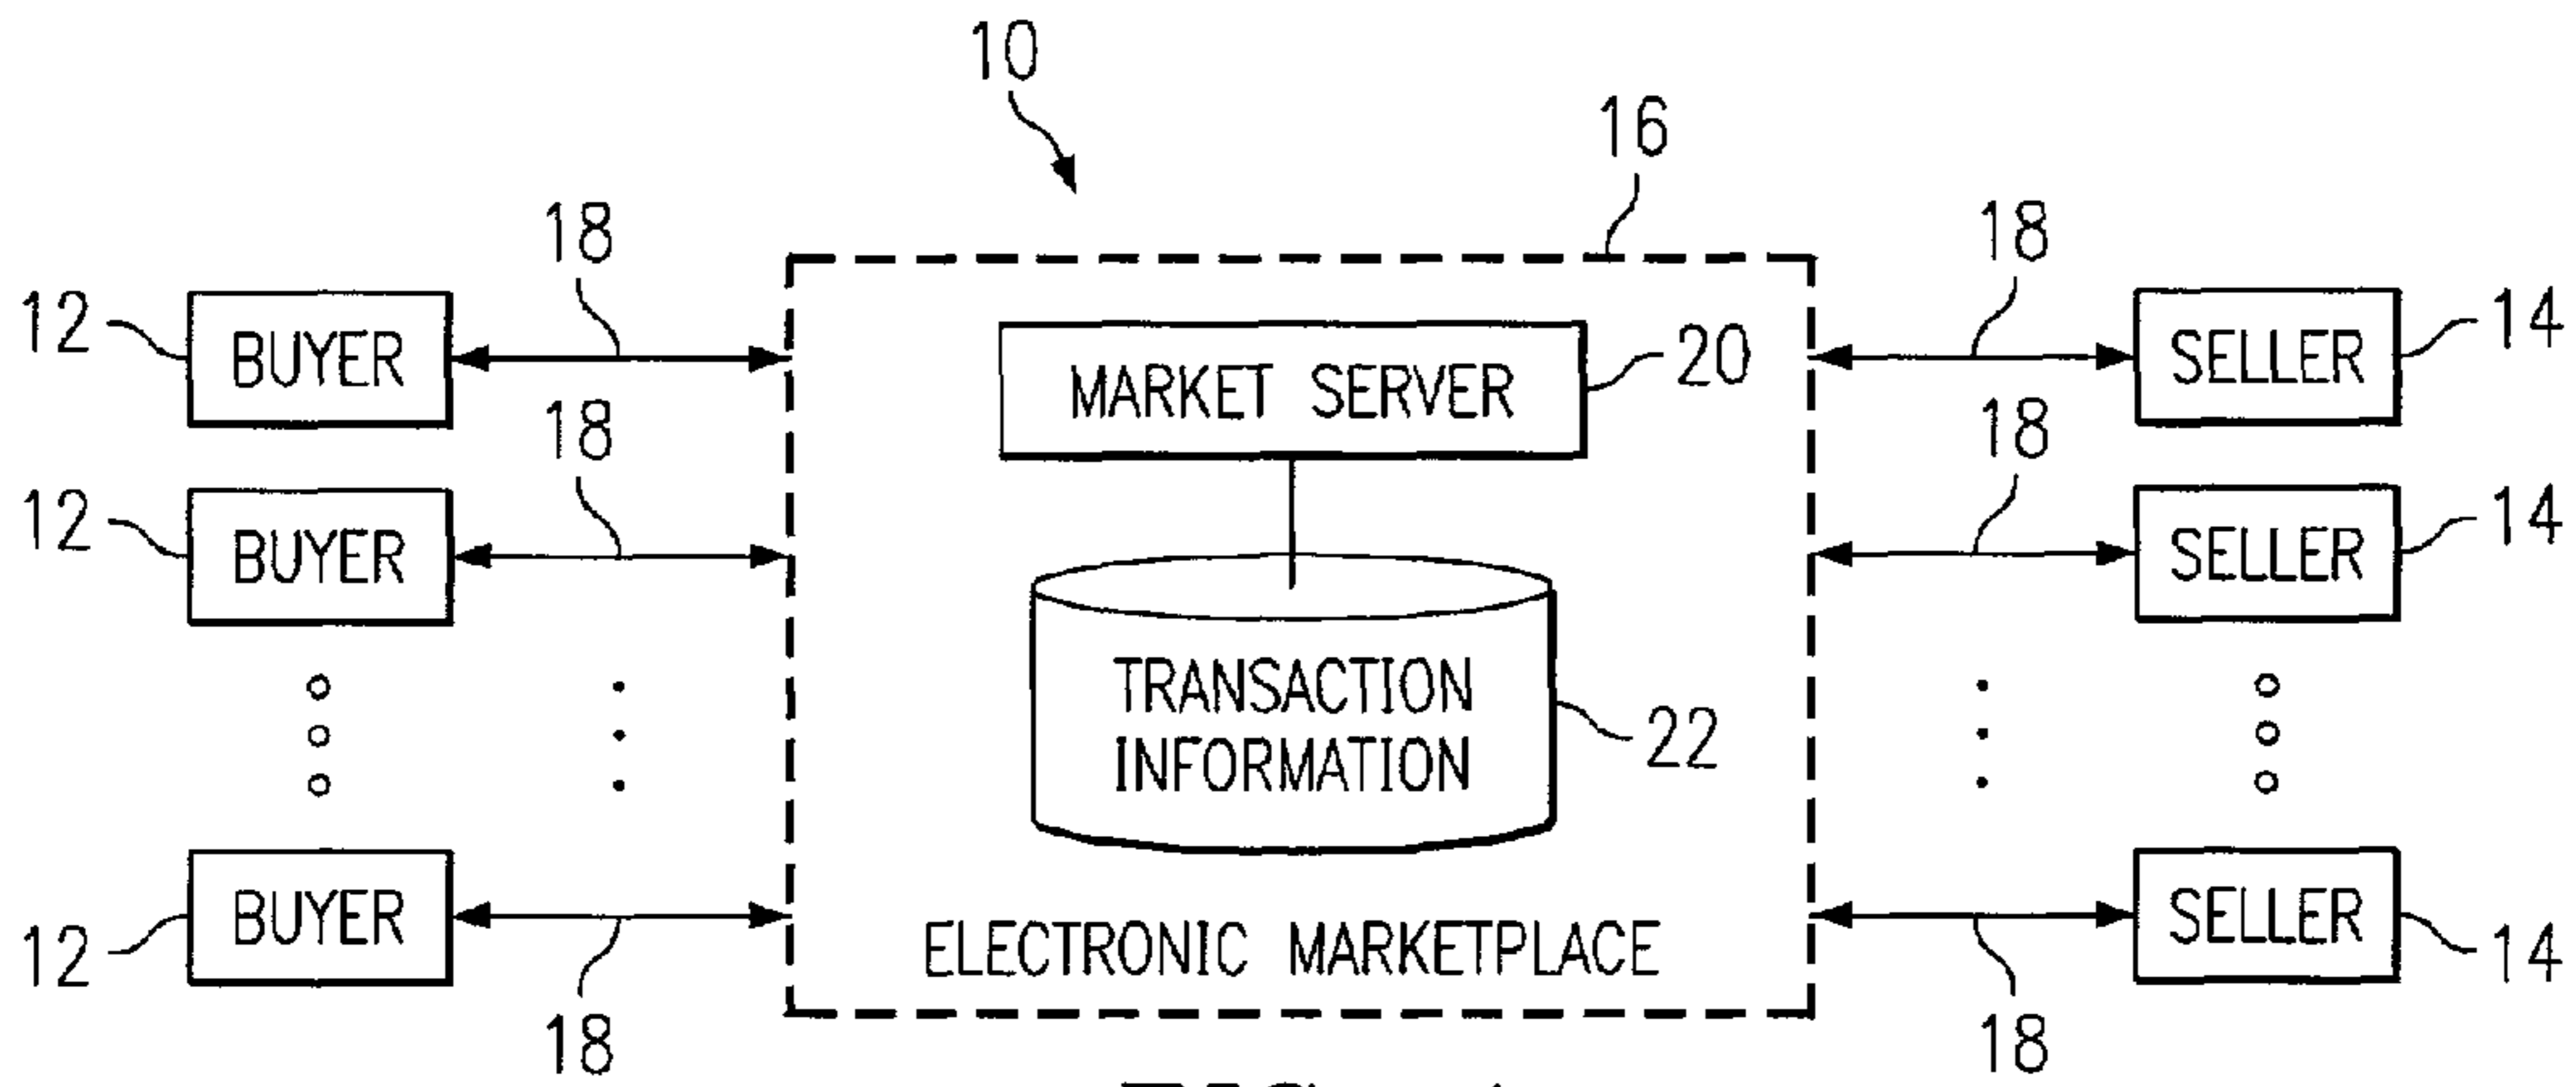 10
16
18
18
12
BUYER
SELLER
14
MARKET SERVER
20
18
18
12
BUYER
SELLER
14
TRANSACTION
INFORMATION
22
BUYER
SELLER
12
14
ELECTRONIC MARKETPLACE
18
18